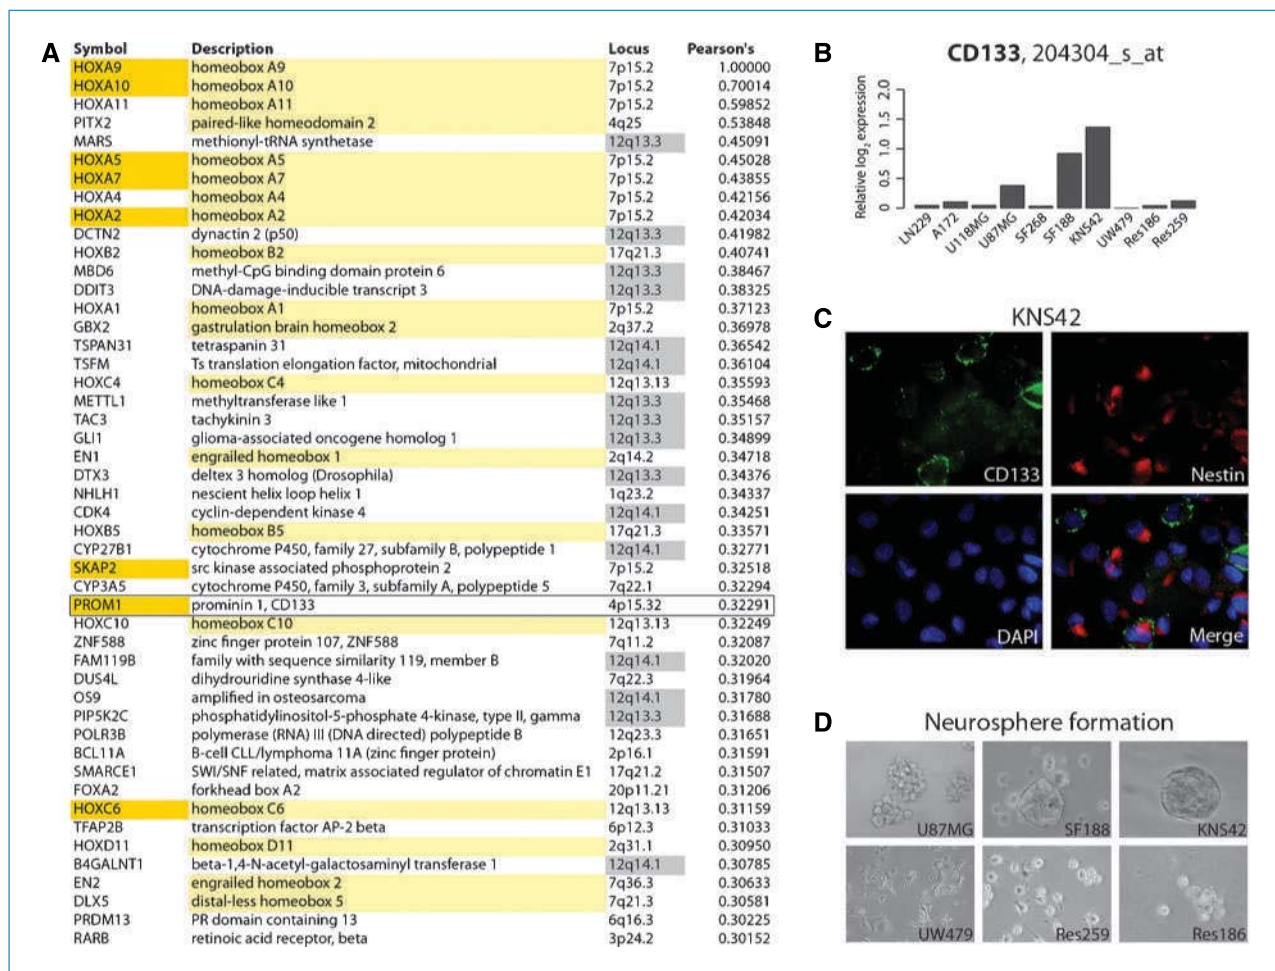 A
Symbol Description Locus Pearson's
HOXA9 homeobox A9 7p15.2 1.00000
HOXA10 homeobox A10 7p15.2 0.70014
HOXA11 homeobox A11 7p15.2 0.59852
PITX2 paired-like homeodomain 2 4q25 0.53848
MARS methionyl-tRNA synthetase 12q13.3 0.45091
HOXA5 homeobox A5 7p15.2 0.45028
HOXA7 homeobox A7 7p15.2 0.43855
HOXA4 homeobox A4 7p15.2 0.42156
HOXA2 homeobox A2 7p15.2 0.42034
DCTN2 dynactin 2 (p50) 12q13.3 0.41982
HOXB2 homeobox B2 17q21.3 0.40741
MBD6 methyl-CpG binding domain protein 6 12q13.3 0.38467
DDIT3 DNA-damage-inducible transcript 3 12q13.3 0.38325
HOXA1 homeobox A1 7p15.2 0.37123
GBX2 gastrulation brain homeobox 2 2q37.2 0.36978
TSPAN31 tetraspanin 31 12q14.1 0.36542
TSFM Ts translation elongation factor, mitochondrial 12q14.1 0.36104
HOXC4 homeobox C4 12q13.13 0.35593
METTL1 methyltransferase like 1 12q13.3 0.35468
TAC3 tachykinin 3 12q13.3 0.35157
GLI1 glioma-associated oncogene homolog 1 12q13.3 0.34899
EN1 engrailed homeobox 1 2q14.2 0.34718
DTX3 deltex 3 homolog (Drosophila) 12q13.3 0.34376
NHLH1 nescient helix loop helix 1 1q23.2 0.34337
CDK4 cyclin-dependent kinase 4 12q14.1 0.34251
HOXB5 homeobox B5 17q21.3 0.33571
CYP27B1 cytochrome P450, family 27, subfamily B, polypeptide 1 12q14.1 0.32771
SKAP2 src kinase associated phosphoprotein 2 7p15.2 0.32518
CYP3A5 cytochrome P450, family 3, subfamily A, polypeptide 5 7q22.1 0.32294
PROM1 prominin 1, CD133 4p15.32 0.32291
HOXC10 homeobox C10 12q13.13 0.32249
ZNF588 zinc finger protein 107, ZNF588 7q11.2 0.32087
FAM119B family with sequence similarity 119, member B 12q14.1 0.32020
DUS4L dihydrouridine synthase 4-like 7q22.3 0.31964
OS9 amplified in osteosarcoma 12q14.1 0.31780
PIP5K2C phosphatidylinositol-5-phosphate 4-kinase, type II, gamma 12q13.3 0.31688
POLR3B polymerase (RNA) III (DNA directed) polypeptide B 12q23.3 0.31651
BCL11A B-cell CLL/lymphoma 11A (zinc finger protein) 2p16.1 0.31591
SMARCE1 SWI/SNF related, matrix associated regulator of chromatin E1 17q21.2 0.31507
FOXA2 forkhead box A2 20p11.21 0.31206
HOXC6 homeobox C6 12q13.13 0.31159
TFAP2B transcription factor AP-2 beta 6p12.3 0.31033
HOXD11 homeobox D11 2q31.1 0.30950
B4GALNT1 beta-1,4-N-acetyl-galactosaminyl transferase 1 12q14.1 0.30785
EN2 engrailed homeobox 2 7q36.3 0.30633
DLX5 distal-less homeobox 5 7q21.3 0.30581
PRDM13 PR domain containing 13 6q16.3 0.30225
RARB retinoic acid receptor, beta 3p24.2 0.30152
B
CD133, 204304_s_at
Relative log2 expression
2.0
1.5
1.0
0.5
0
LN229 A172 U118MG U87MG SF268 SF188 KNS42 UW479 Res186 Res259
C
KNS42
CD133 Nestin
DAPI Merge
D
Neurosphere formation
U87MG SF188 KNS42
UW479 Res259 Res186